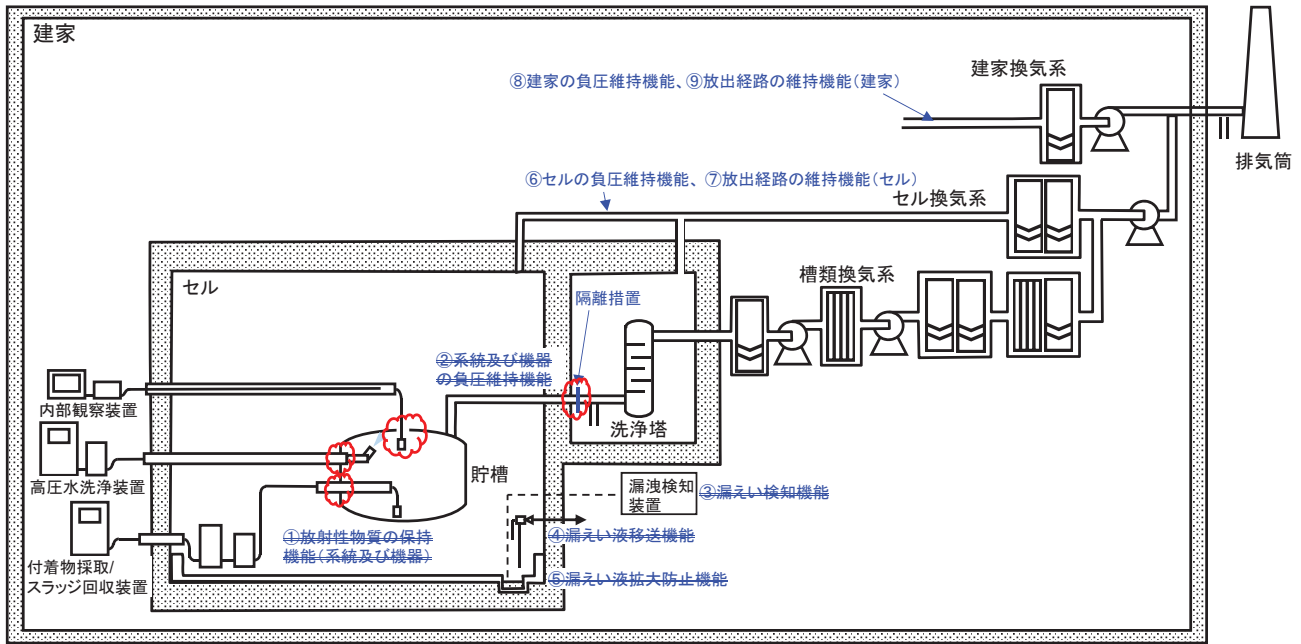 建家
⑧建家の負圧維持機能、⑨放出経路の維持機能(建家)
建家換気系
排気筒
⑥セルの負圧維持機能、⑦放出経路の維持機能(セル)
セル換気系
セル
隔離措置
槽類換気系
②系統及び機器
の負圧維持機能
内部観察装置
洗浄塔
高圧水洗浄装置
貯槽
漏洩検知
装置
③漏えい検知機能
①放射性物質の保持
機能(系統及び機器)
④漏えい液移送機能
付着物採取/
スラッジ回収装置
⑤漏えい液拡大防止機能